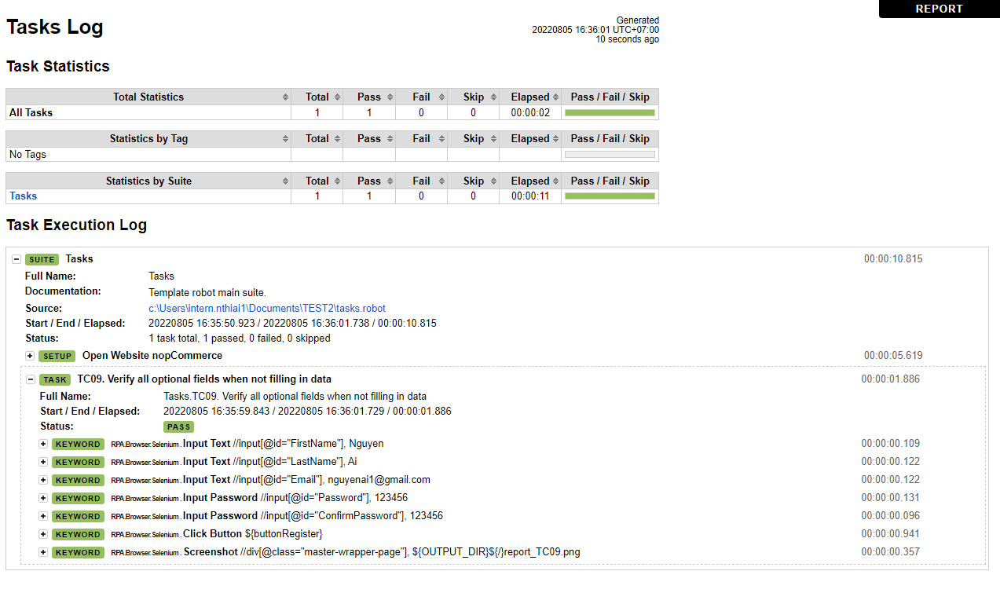 REPORT
Tasks Log
Generated
20220805 16:36:01 UTC+07:00
10 seconds ago
Task Statistics
Total Statistics Total Pass Fail Skip Elapsed Pass / Fail / Skip
All Tasks 1 1 0 0 00:00:02
Statistics by Tag Total Pass Fail Skip Elapsed Pass / Fail / Skip
No Tags
Statistics by Suite Total Pass Fail Skip Elapsed Pass / Fail / Skip
Tasks 1 1 0 0 00:00:11
Task Execution Log
SUITE Tasks 00:00:10.815
Full Name: Tasks
Documentation: Template robot main suite.
Source: c:\Users\intern.nthiai1\Documents\TEST2\tasks.robot
Start / End / Elapsed: 20220805 16:35:50.923 / 20220805 16:36:01.738 / 00:00:10.815
Status: 1 task total, 1 passed, 0 failed, 0 skipped
SETUP Open Website nopCommerce 00:00:05.619
TASK TC09. Verify all optional fields when not filling in data 00:00:01.886
Full Name: Tasks.TC09. Verify all optional fields when not filling in data
Start / End / Elapsed: 20220805 16:35:59.843 / 20220805 16:36:01.729 / 00:00:01.886
Status: PASS
KEYWORD RPA.Browser.Selenium. Input Text //input[@id="FirstName"], Nguyen 00:00:00.109
KEYWORD RPA.Browser.Selenium. Input Text //input[@id="LastName"], Ai 00:00:00.122
KEYWORD RPA.Browser.Selenium. Input Text //input[@id="Email"], nguyenai1@gmail.com 00:00:00.122
KEYWORD RPA.Browser.Selenium. Input Password //input[@id="Password"], 123456 00:00:00.131
KEYWORD RPA.Browser.Selenium. Input Password //input[@id="ConfirmPassword"], 123456 00:00:00.096
KEYWORD RPA.Browser.Selenium. Click Button ${buttonRegister} 00:00:00.941
KEYWORD RPA.Browser.Selenium. Screenshot //div[@class="master-wrapper-page"], ${OUTPUT_DIR}${/}report_TC09.png 00:00:00.357